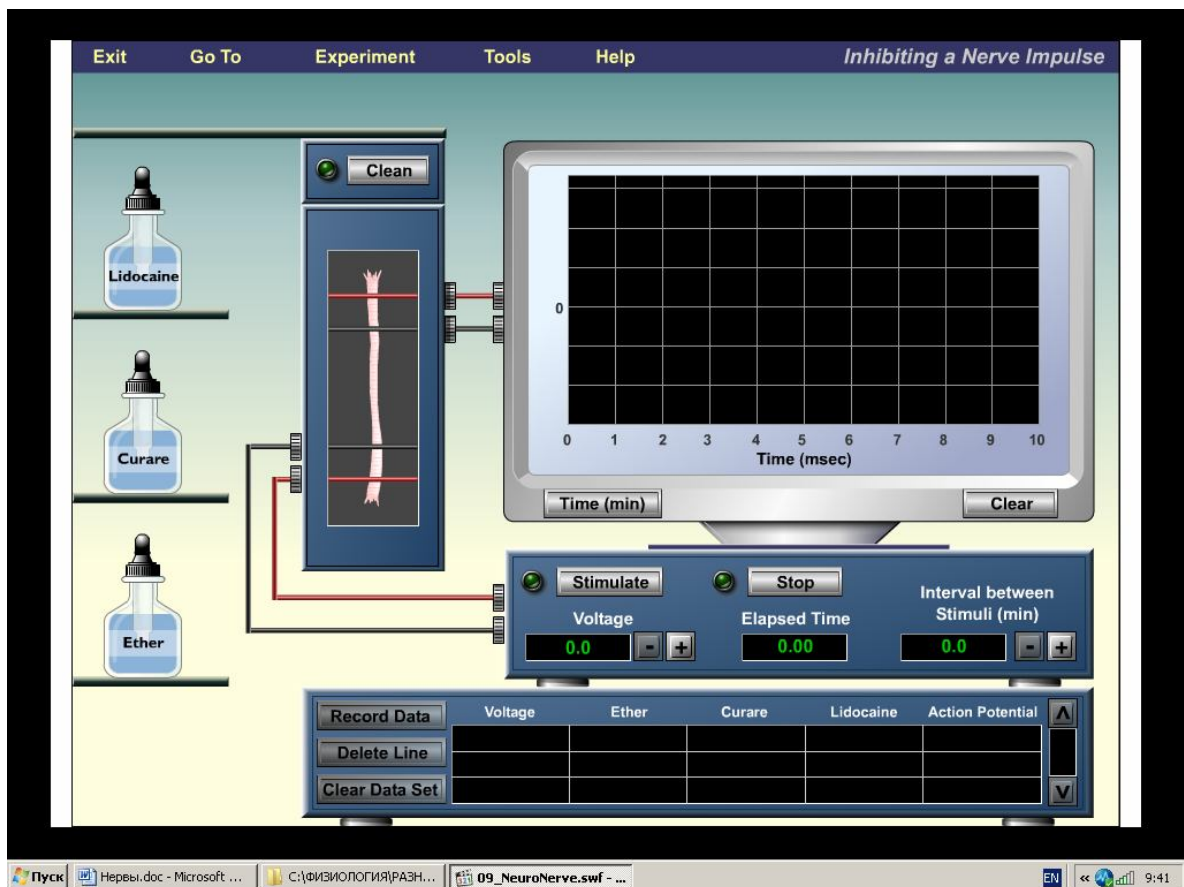 Exit Go To Experiment Tools Help Inhibiting a Nerve Impulse
Clean
Lidocaine
Curare
Ether
0
0 1 2 3 4 5 6 7 8 9 10
Time (msec)
Time (min) Clear
Stimulate Stop
Interval between
Stimuli (min)
Voltage Elapsed Time
0.0 - + 0.00 0.0 - +
Record Data Voltage Ether Curare Lidocaine Action Potential
Delete Line
Clear Data Set
Пуск Нервы.doc - Microsoft ... C:\ФИЗИОЛОГИЯ\РАЗН... 09_NeuroNerve.swf - ... EN « 9:41